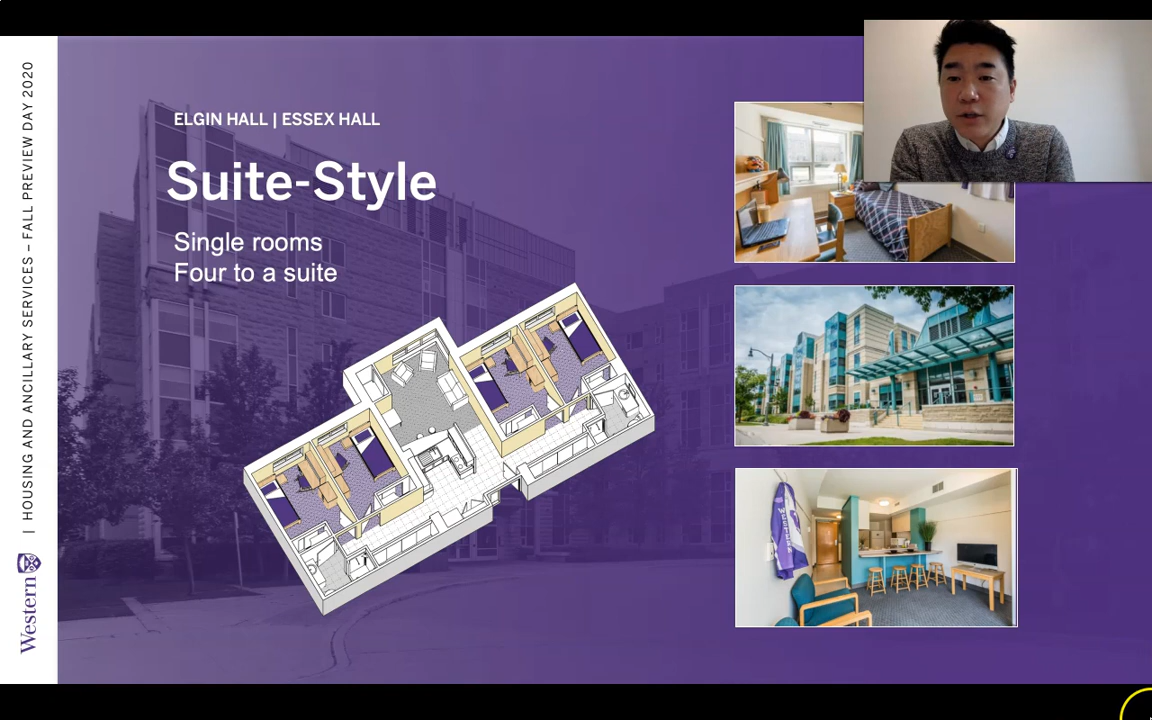 ELGIN HALL | ESSEX HALL
Suite-Style
Single rooms
Four to a suite
Western
| HOUSING AND ANCILLARY SERVICES – FALL PREVIEW DAY 2020
WESTERN